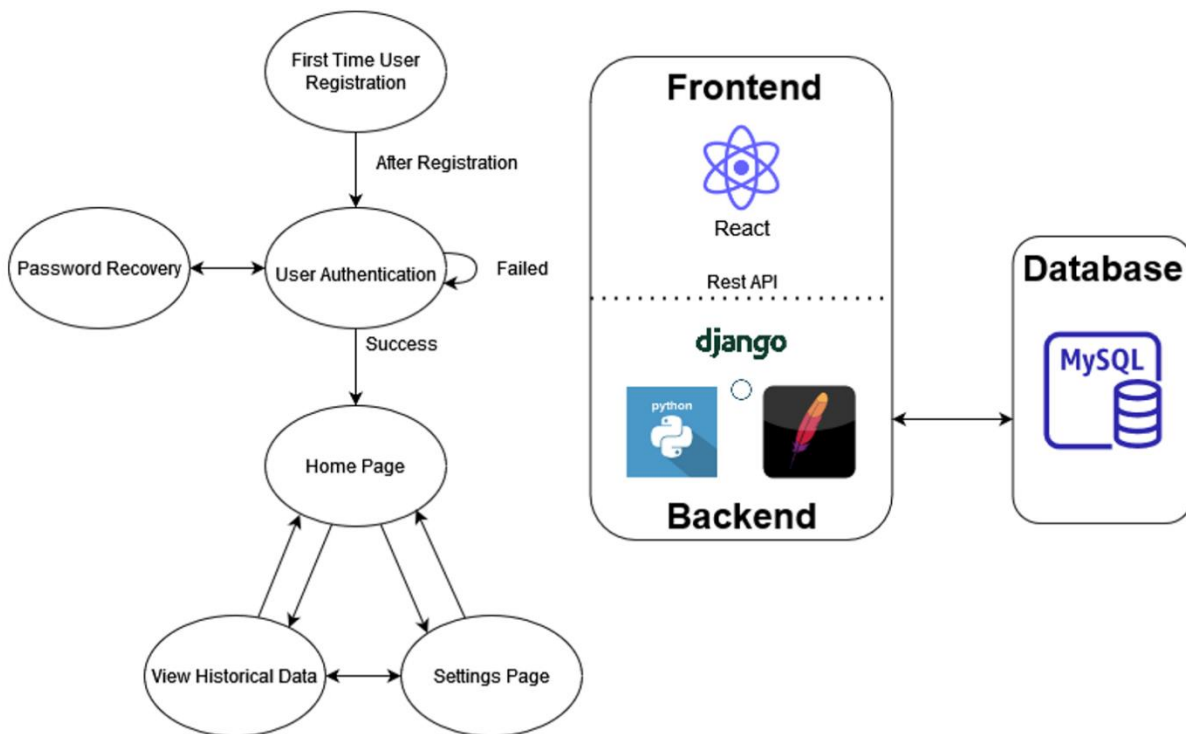 First Time User
Registration
After Registration
Password Recovery
User Authentication
Failed
Success
Home Page
View Historical Data
Settings Page
Frontend
React
Rest API
django
python
Backend
Database
MySQL